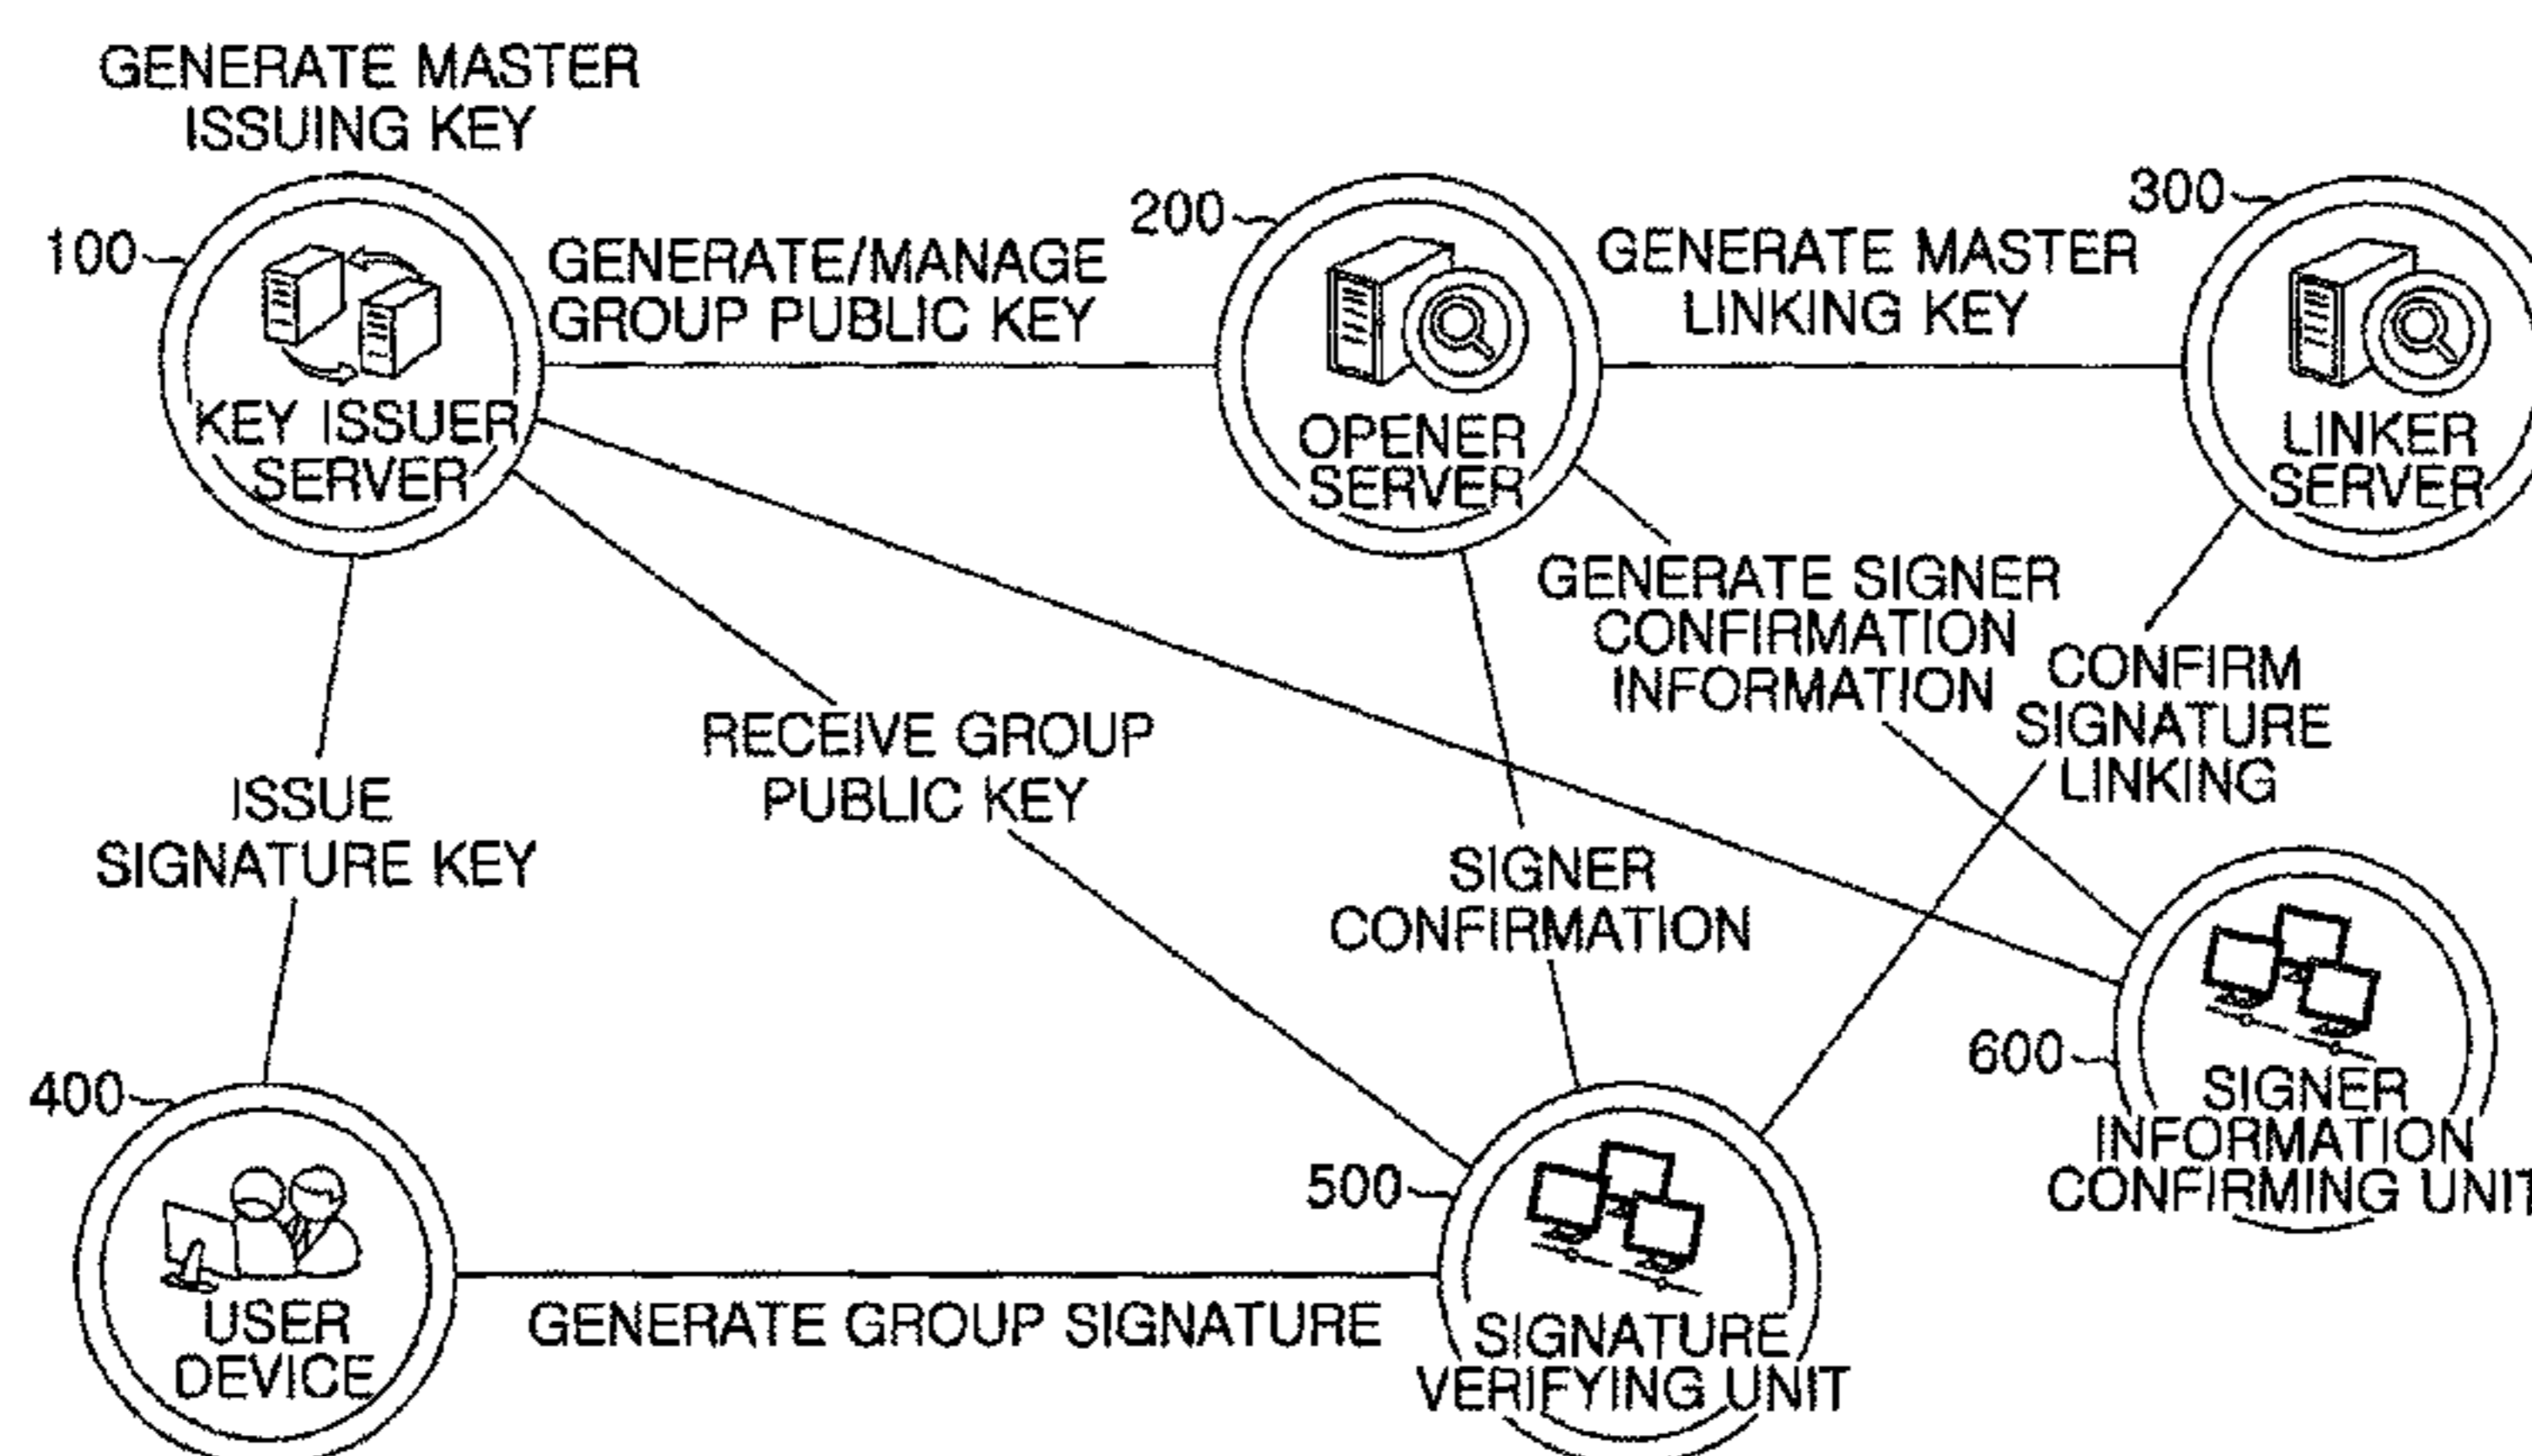 GENERATE MASTER
ISSUING KEY
100
GENERATE/MANAGE
GROUP PUBLIC KEY
200
GENERATE MASTER
LINKING KEY
300
KEY ISSUER
SERVER
OPENER
SERVER
LINKER
SERVER
GENERATE SIGNER
CONFIRMATION
INFORMATION
CONFIRM
SIGNATURE
LINKING
RECEIVE GROUP
PUBLIC KEY
ISSUE
SIGNATURE KEY
SIGNER
CONFIRMATION
600
SIGNER
INFORMATION
CONFIRMING UNIT
400
500
USER
DEVICE
GENERATE GROUP SIGNATURE
SIGNATURE
VERIFYING UNIT